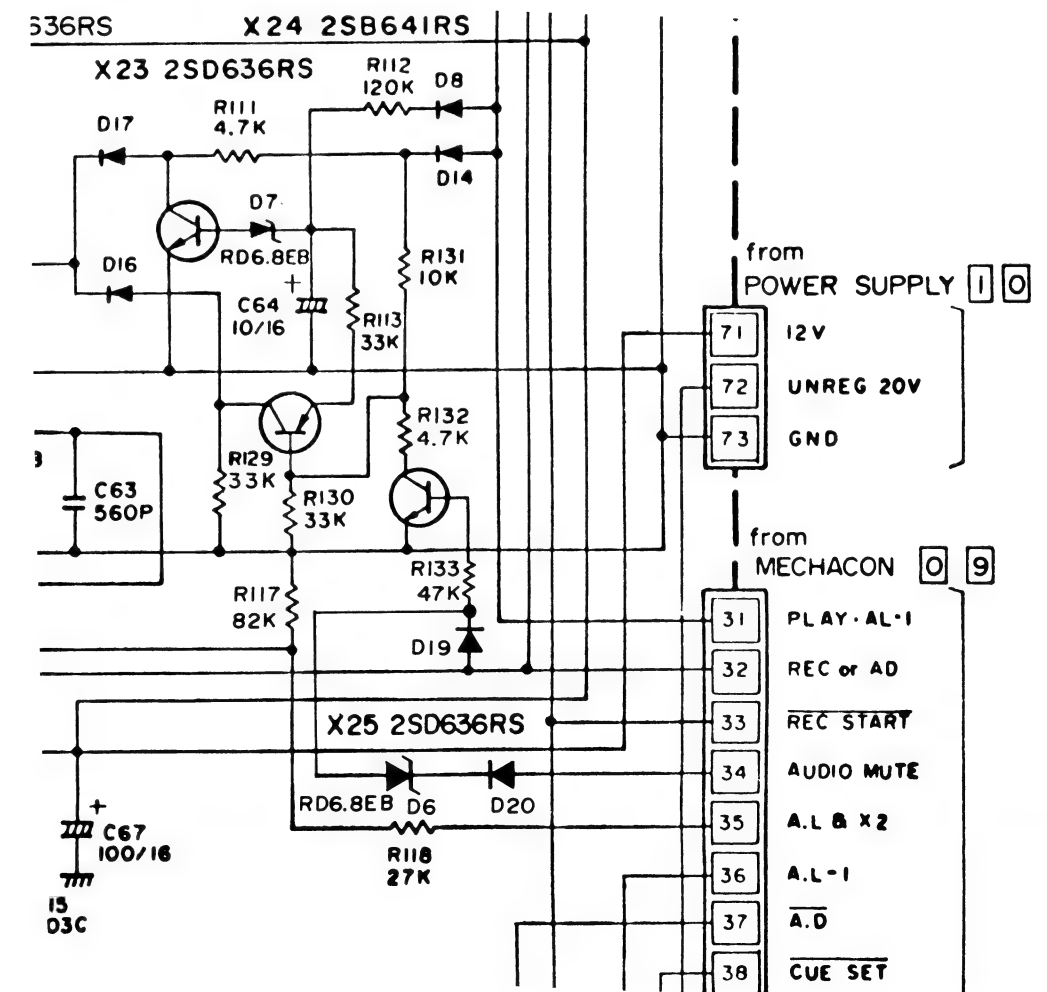 636RS
X24 2SB641RS
X23 2SD636RS
R112
120K
D8
R111
4.7K
D17
D14
D7
RD6.8EB
R131
10K
D16
+
C64
10/16
R113
33K
R132
4.7K
R129
33K
R130
33K
C63
560P
R133
47K
R117
82K
D19
X25 2SD636RS
RD6.8EB D6
D20
+
C67
100/16
R118
27K
15
D3C
from
POWER SUPPLY 1 0
71 12V
72 UNREG 20V
73 GND
from
MECHACON 0 9
31 PLAY·AL·1
32 REC or AD
33 REC START
34 AUDIO MUTE
35 A.L & X2
36 A.L-1
37 A.D
38 CUE SET